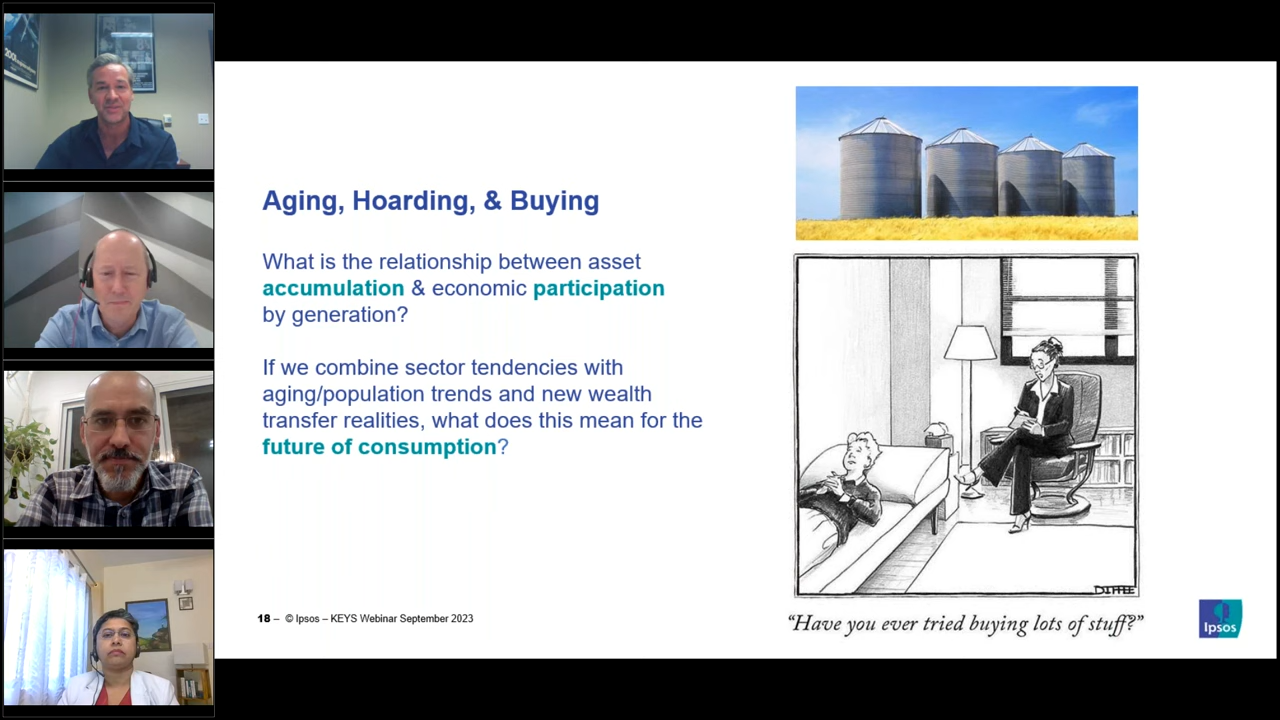 Aging, Hoarding, & Buying
What is the relationship between asset
accumulation & economic participation
by generation?
If we combine sector tendencies with
aging/population trends and new wealth
transfer realities, what does this mean for the
future of consumption?
DIFFEE
“Have you ever tried buying lots of stuff?”
18 – © Ipsos – KEYS Webinar September 2023
Ipsos